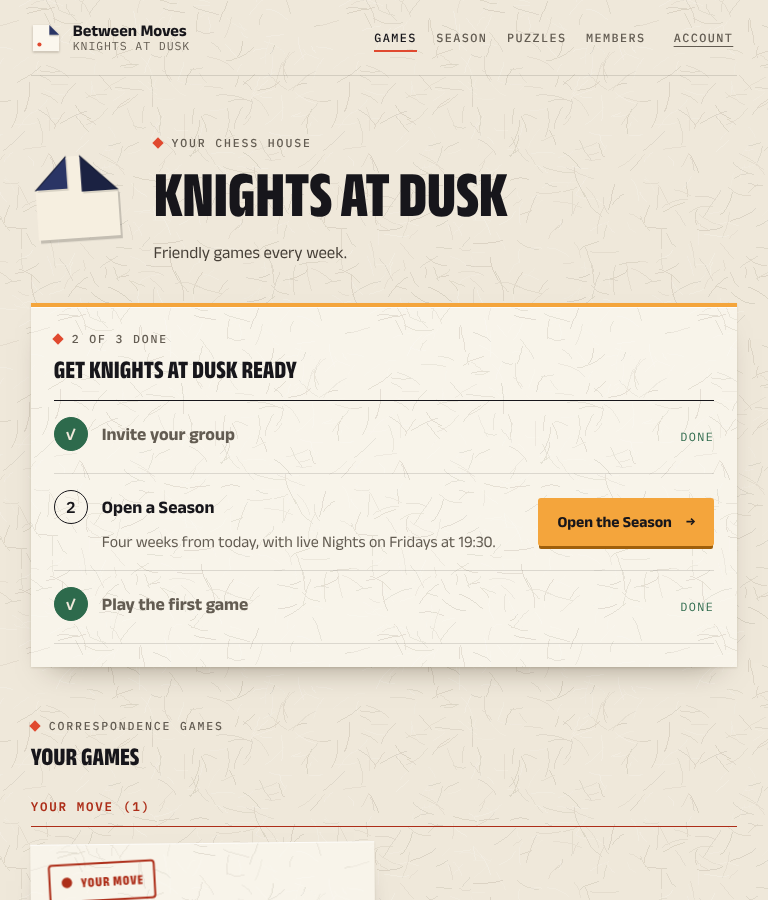 Between Moves
KNIGHTS AT DUSK
GAMES SEASON PUZZLES MEMBERS ACCOUNT
YOUR CHESS HOUSE
KNIGHTS AT DUSK
Friendly games every week.
2 OF 3 DONE
GET KNIGHTS AT DUSK READY
√ Invite your group DONE
2 Open a Season
Open the Season →
Four weeks from today, with live Nights on Fridays at 19:30.
√ Play the first game DONE
CORRESPONDENCE GAMES
YOUR GAMES
YOUR MOVE (1)
YOUR MOVE